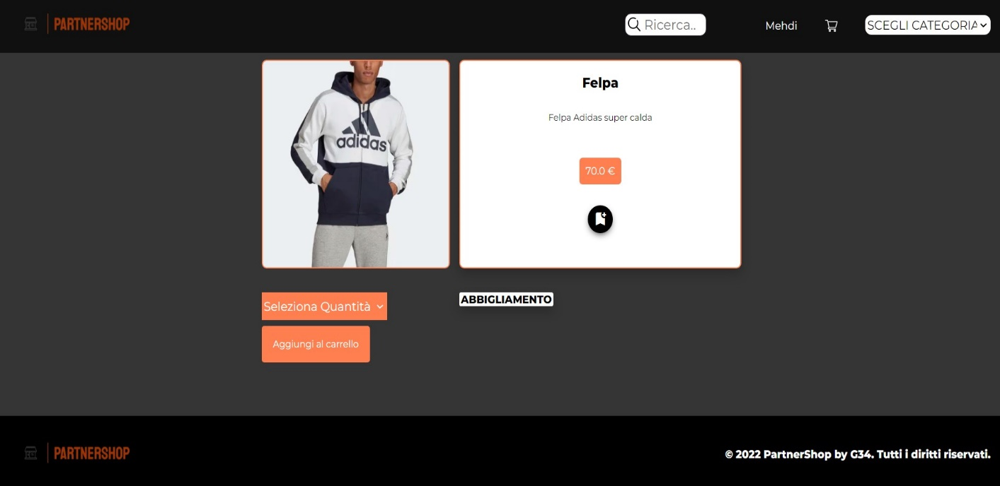 PARTNERSHOP
Ricerca..
Mehdi
SCEGLI CATEGORIA
adidas
Felpa
Felpa Adidas super calda
70.0 €
Seleziona Quantità
ABBIGLIAMENTO
Aggiungi al carrello
PARTNERSHOP
© 2022 PartnerShop by G34. Tutti i diritti riservati.